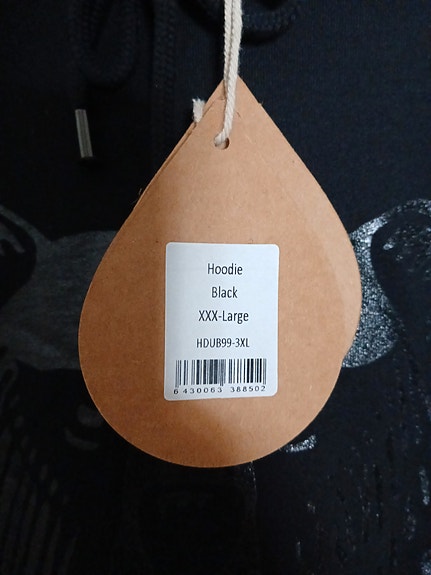 Hoodie
Black
XXX-Large
HDUB99-3XL
6 430063 388502